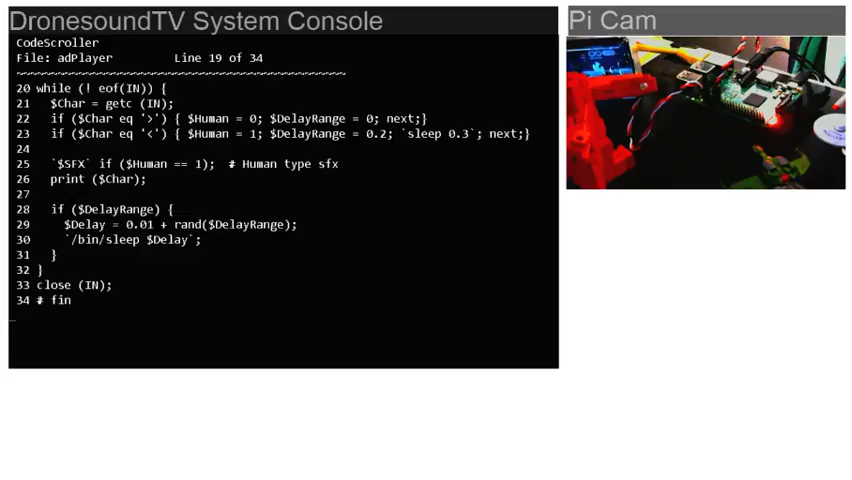 DronesoundTV System Console
Pi Cam
CodeScroller
File: adPlayer Line 19 of 34
~~~~~~~~~~~~~~~~~~~~~~~~~~~~~~~~~~~~~~~~~~~~~~~~~
20 while (! eof(IN)) {
21 $Char = getc (IN);
22 if ($Char eq '>') { $Human = 0; $DelayRange = 0; next;}
23 if ($Char eq '<') { $Human = 1; $DelayRange = 0.2; `sleep 0.3`; next;}
24
25 `$SFX` if ($Human == 1); # Human type sfx
26 print ($Char);
27
28 if ($DelayRange) {
29 $Delay = 0.01 + rand($DelayRange);
30 `/bin/sleep $Delay`;
31 }
32 }
33 close (IN);
34 # fin
_